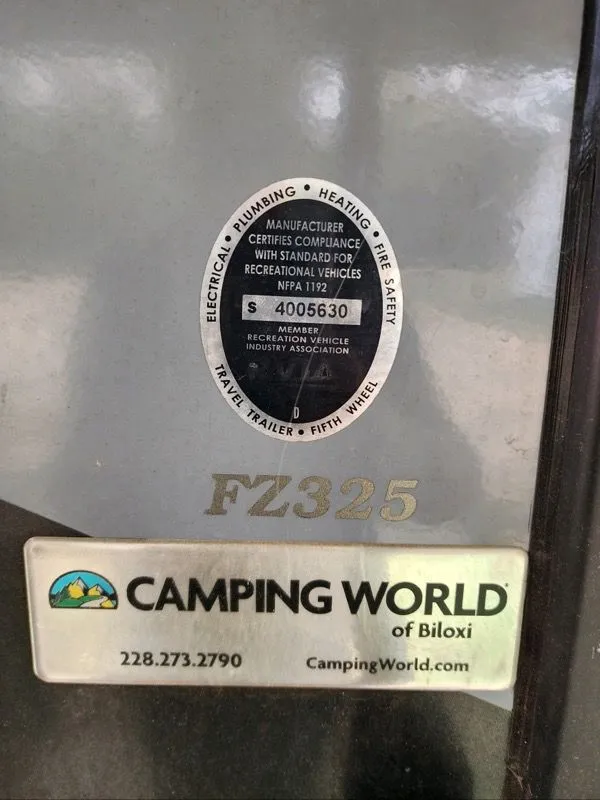 ELECTRICAL • PLUMBING • HEATING • FIRE SAFETY
MANUFACTURER
CERTIFIES COMPLIANCE
WITH STANDARD FOR
RECREATIONAL VEHICLES
NFPA 1192
S 4005630
MEMBER
RECREATION VEHICLE
INDUSTRY ASSOCIATION
D
TRAVEL TRAILER • FIFTH WHEEL
FZ325
CAMPING WORLD
of Biloxi
228.273.2790 CampingWorld.com